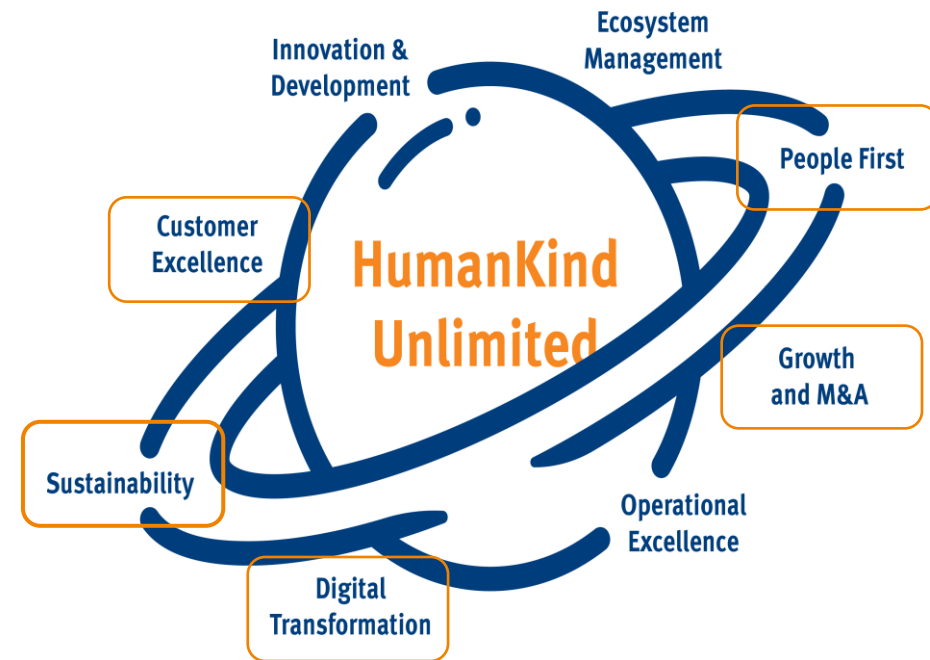 Ecosystem
Management
Innovation &
Development
People First
Customer
Excellence
HumanKind
Unlimited
Growth
and M&A
Sustainability
Operational
Excellence
Digital
Transformation